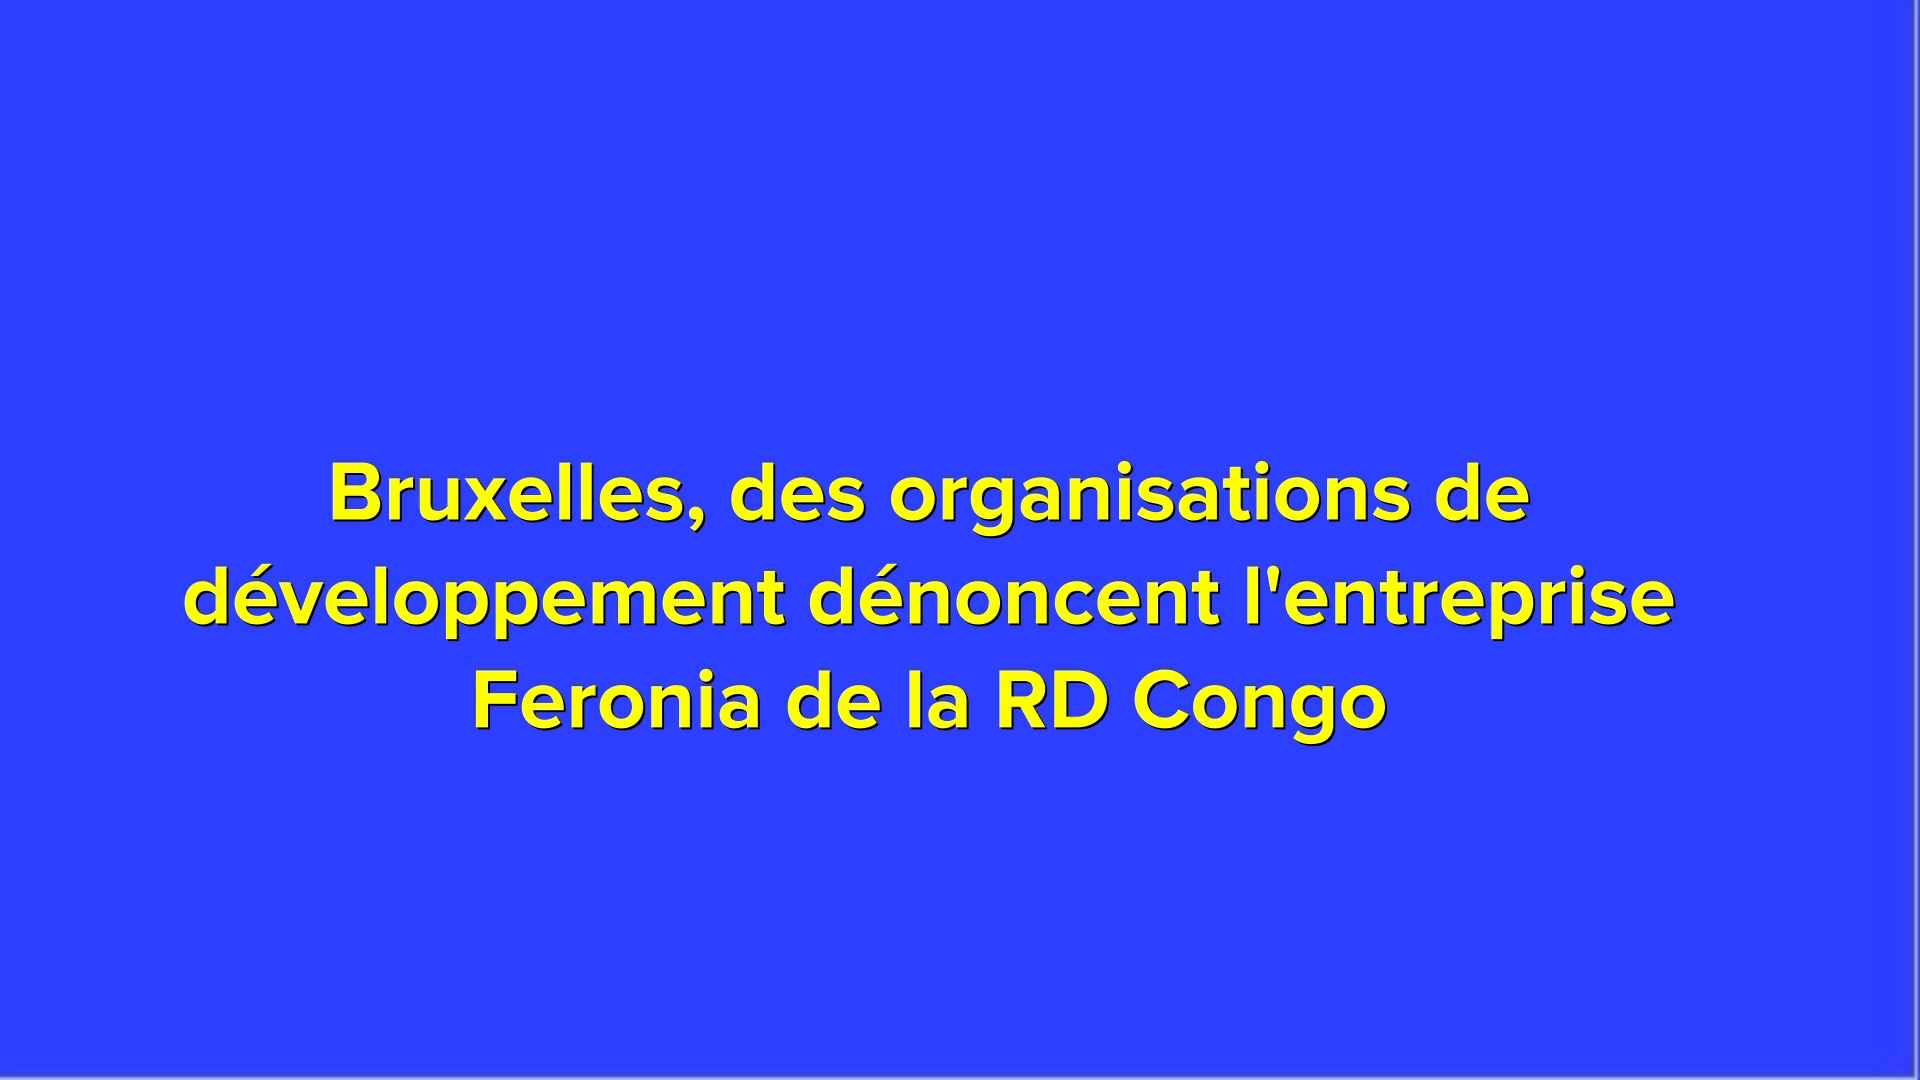 Bruxelles, des organisations de
développement dénoncent l'entreprise
Feronia de la RD Congo